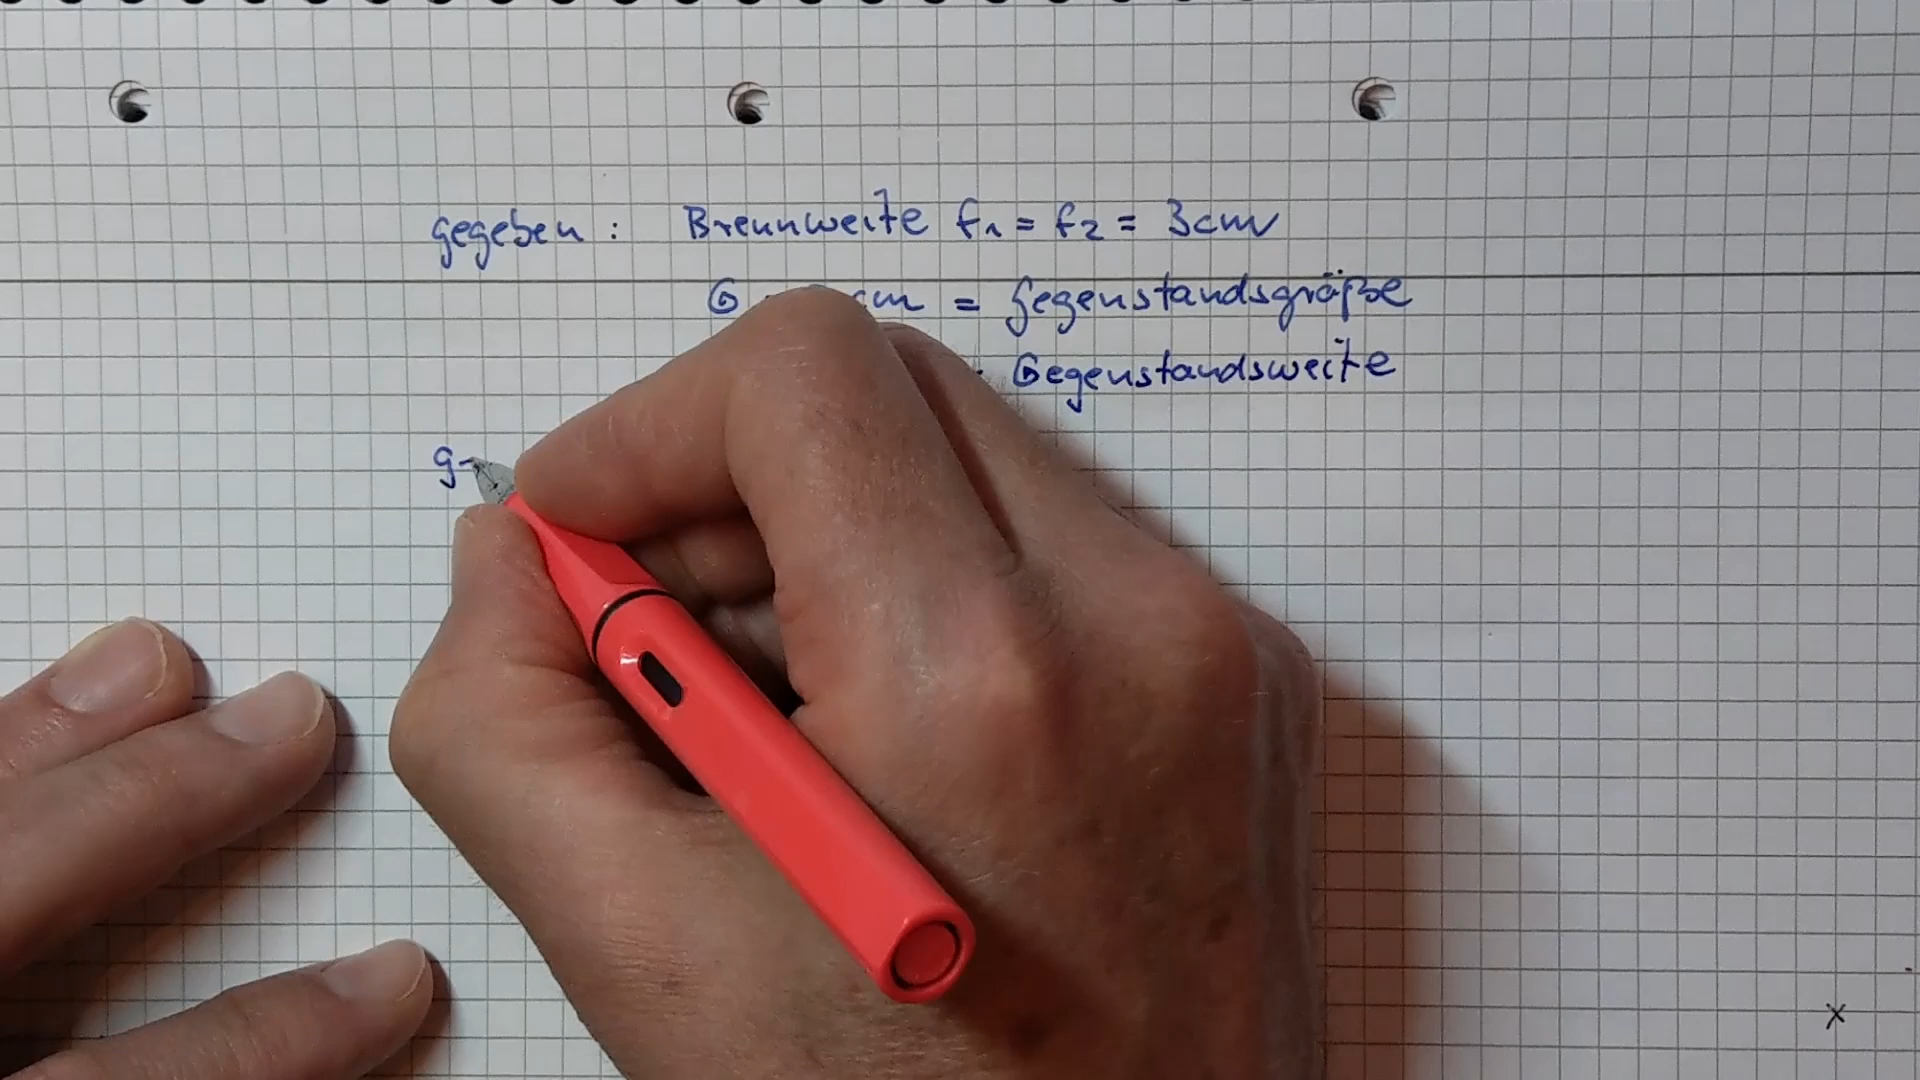 gegeben : Brennweite f₁ = f₂ = 3cm
G cm = Gegenstandsgröße
Gegenstandsweite
g
x